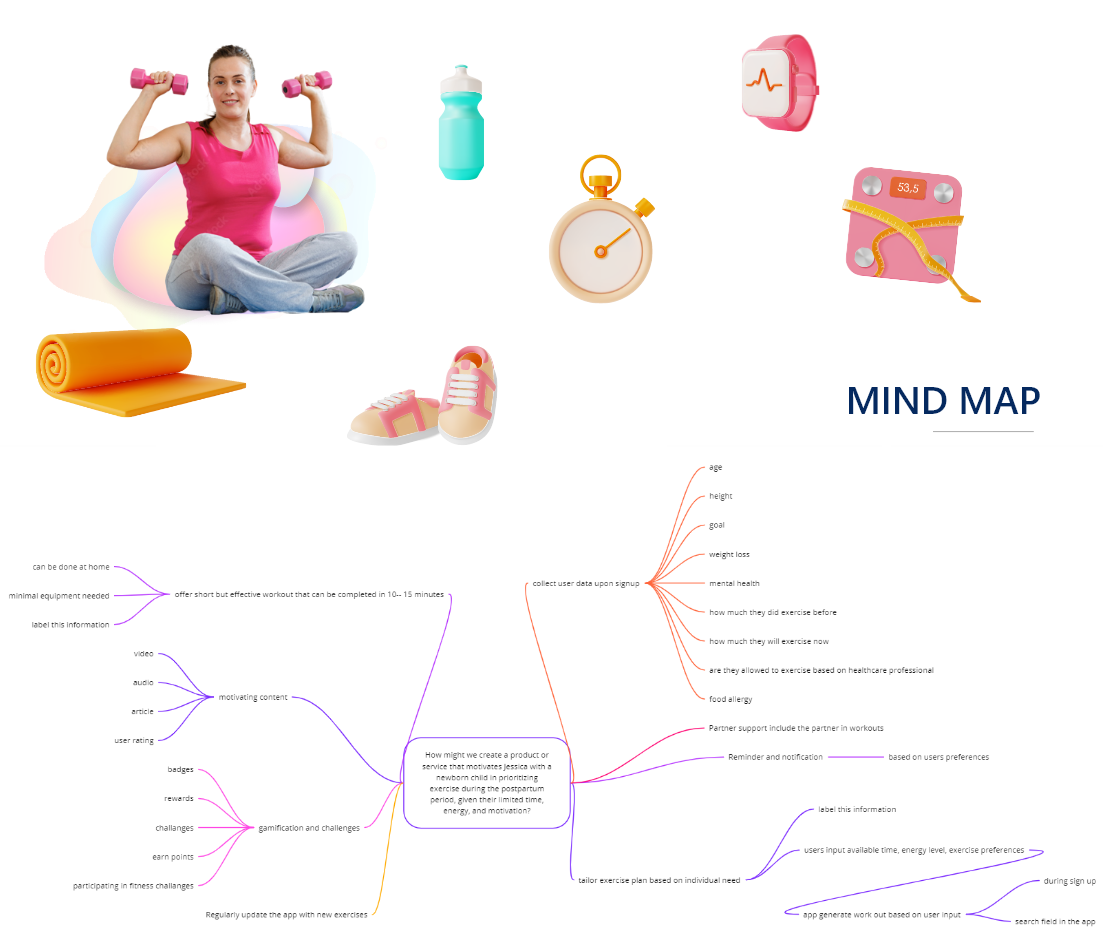 53,5
MIND MAP
age
height
goal
weight loss
collect user data upon signup
mental health
how much they did exercise before
how much they will exercise now
are they allowed to exercise based on healthcare professional
food allergy
can be done at home
minimal equipment needed
offer short but effective workout that can be completed in 10-- 15 minutes
label this information
video
audio
motivating content
article
user rating
Partner support include the partner in workouts
Reminder and notification
based on users preferences
How might we create a product or
service that motivates Jessica with a
newborn child in prioritizing
exercise during the postpartum
period, given their limited time,
energy, and motivation?
badges
rewards
challanges
gamification and challenges
earn points
participating in fitness challanges
Regularly update the app with new exercises
label this information
users input available time, energy level, exercise preferences
tailor exercise plan based on individual need
app generate work out based on user input
during sign up
search field in the app